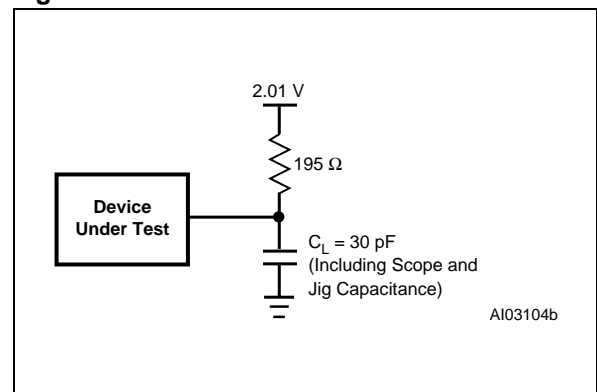 2.01 V
195 Ω
Device
Under Test
C_L = 30 pF
(Including Scope and
Jig Capacitance)
AI03104b